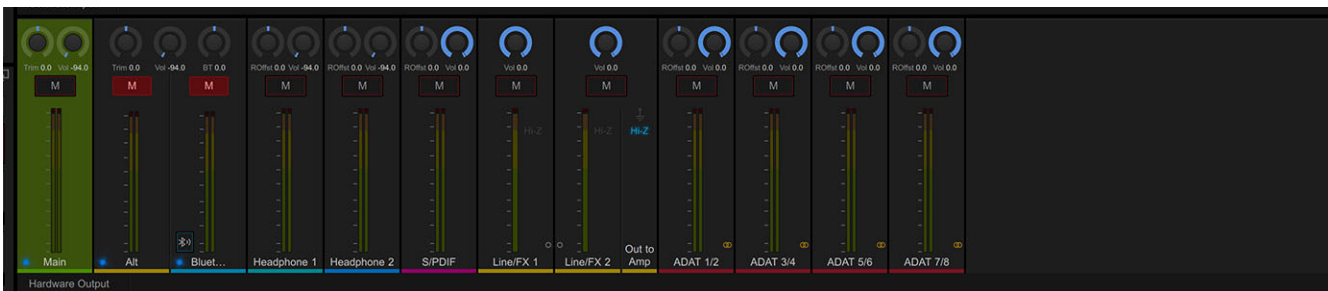 Trim 0.0 Vol -94.0 Trim 0.0 Vol -94.0 BT 0.0 ROffst 0.0 Vol -94.0 ROffst 0.0 Vol -94.0 ROffst 0.0 Vol 0.0 Vol 0.0 Vol 0.0 ROffst 0.0 Vol 0.0 ROffst 0.0 Vol 0.0 ROffst 0.0 Vol 0.0 ROffst 0.0 Vol 0.0
M M M M M M M M M M M M
Hi-Z Hi-Z Hi-Z
Main Alt Bluet... Headphone 1 Headphone 2 S/PDIF Line/FX 1 Line/FX 2 Out to Amp ADAT 1/2 ADAT 3/4 ADAT 5/6 ADAT 7/8
Hardware Output